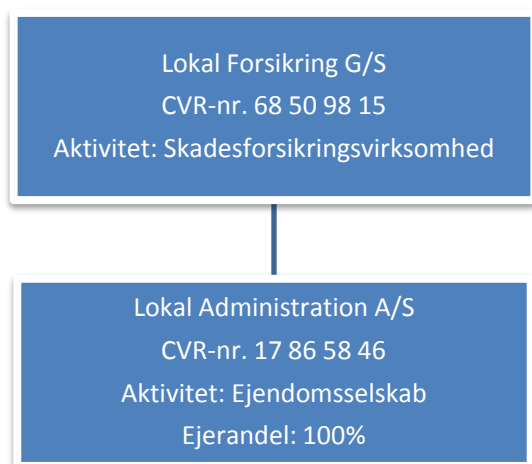 Lokal Forsikring G/S
CVR-nr. 68 50 98 15
Aktivitet: Skadesforsikringsvirksomhed
Lokal Administration A/S
CVR-nr. 17 86 58 46
Aktivitet: Ejendomsselskab
Ejerandel: 100%